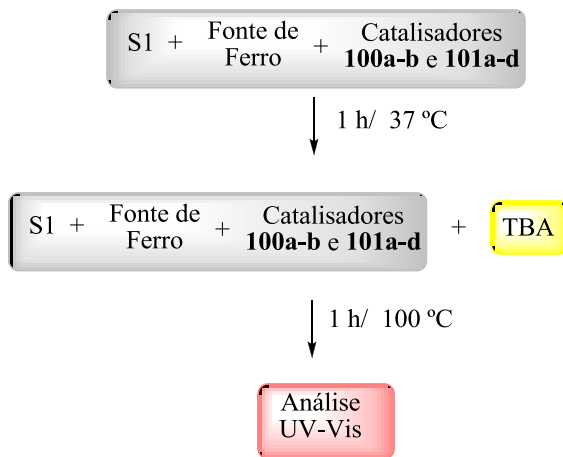 S1 + Fonte de Ferro + Catalisadores 100a-b e 101a-d
1 h/ 37 ºC
S1 + Fonte de Ferro + Catalisadores 100a-b e 101a-d + TBA
1 h/ 100 ºC
Análise
UV-Vis